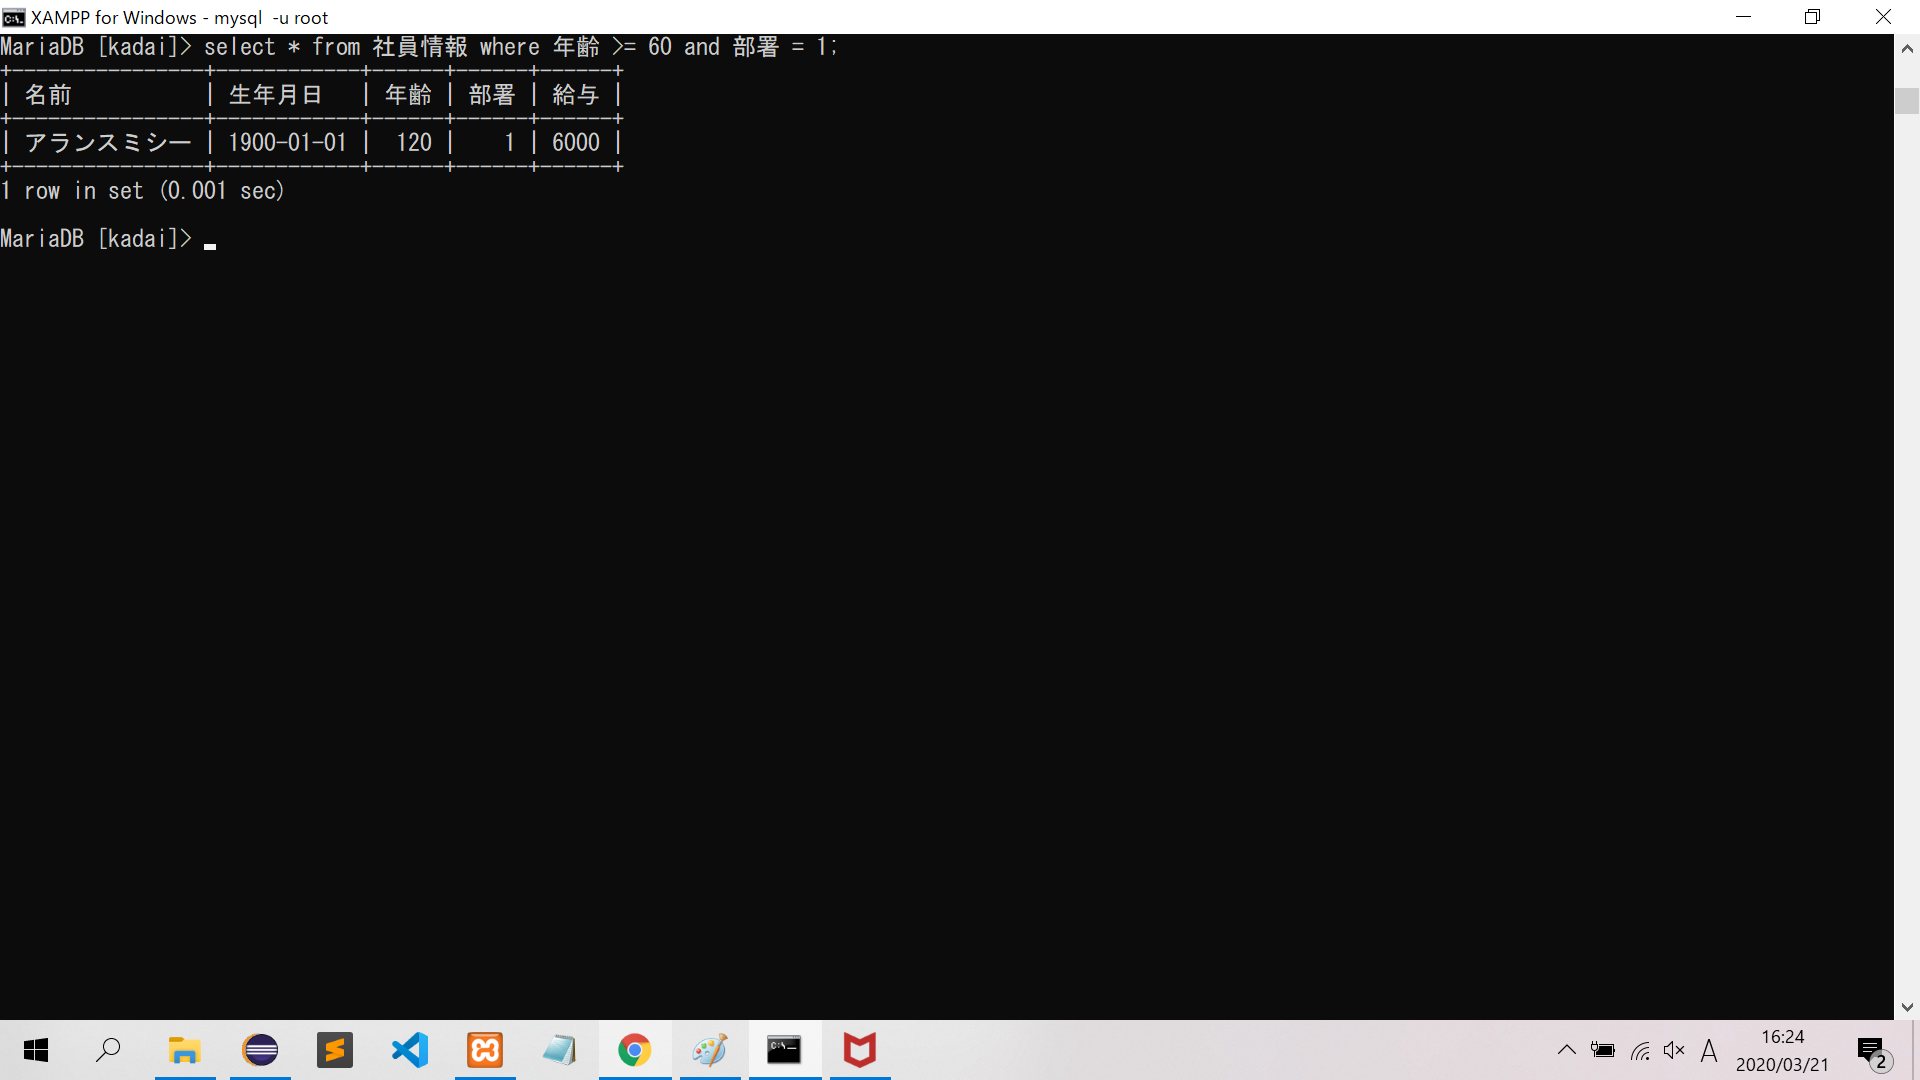 XAMPP for Windows - mysql  -u root
MariaDB [kadai]> select * from 社員情報 where 年齢 >= 60 and 部署 = 1;
+----------------+------------+------+------+------+
| 名前           | 生年月日   | 年齢 | 部署 | 給与 |
+----------------+------------+------+------+------+
| アランスミシー | 1900-01-01 |  120 |    1 | 6000 |
+----------------+------------+------+------+------+
1 row in set (0.001 sec)
MariaDB [kadai]>
A
16:24
2020/03/21
2